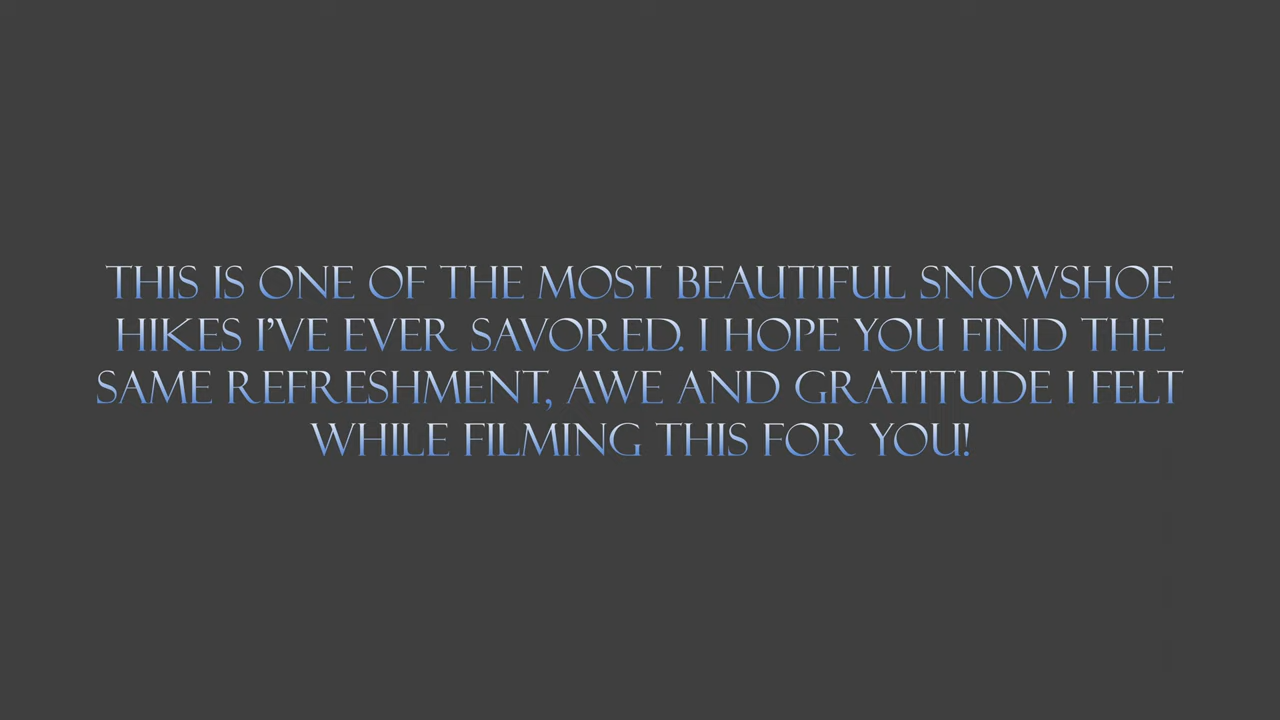 THIS IS ONE OF THE MOST BEAUTIFUL SNOWSHOE
HIKES I'VE EVER SAVORED. I HOPE YOU FIND THE
SAME REFRESHMENT, AWE AND GRATITUDE I FELT
WHILE FILMING THIS FOR YOU!